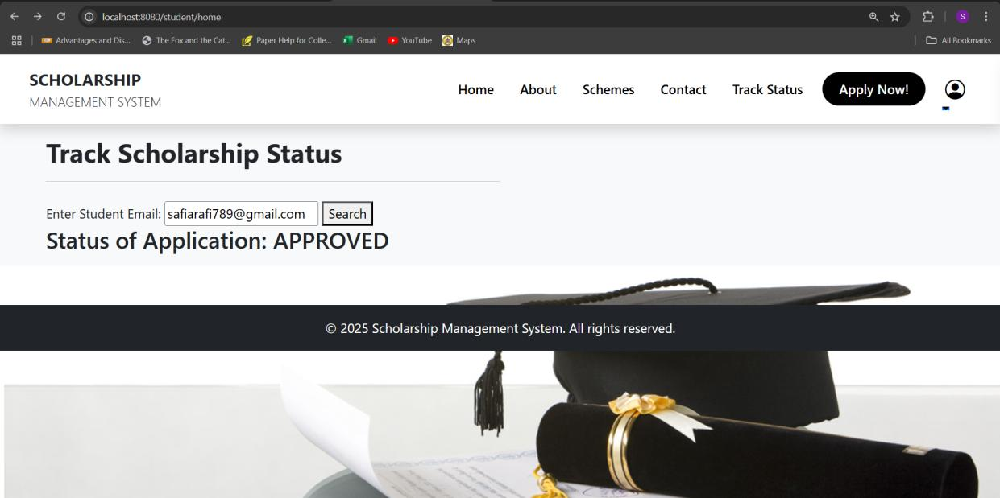 localhost:8080/student/home
S
Advantages and Dis... The Fox and the Cat... Paper Help for Colle... Gmail YouTube Maps All Bookmarks
SCHOLARSHIP
MANAGEMENT SYSTEM
Home About Schemes Contact Track Status Apply Now!
Track Scholarship Status
Enter Student Email: safiarafi789@gmail.com Search
Status of Application: APPROVED
© 2025 Scholarship Management System. All rights reserved.